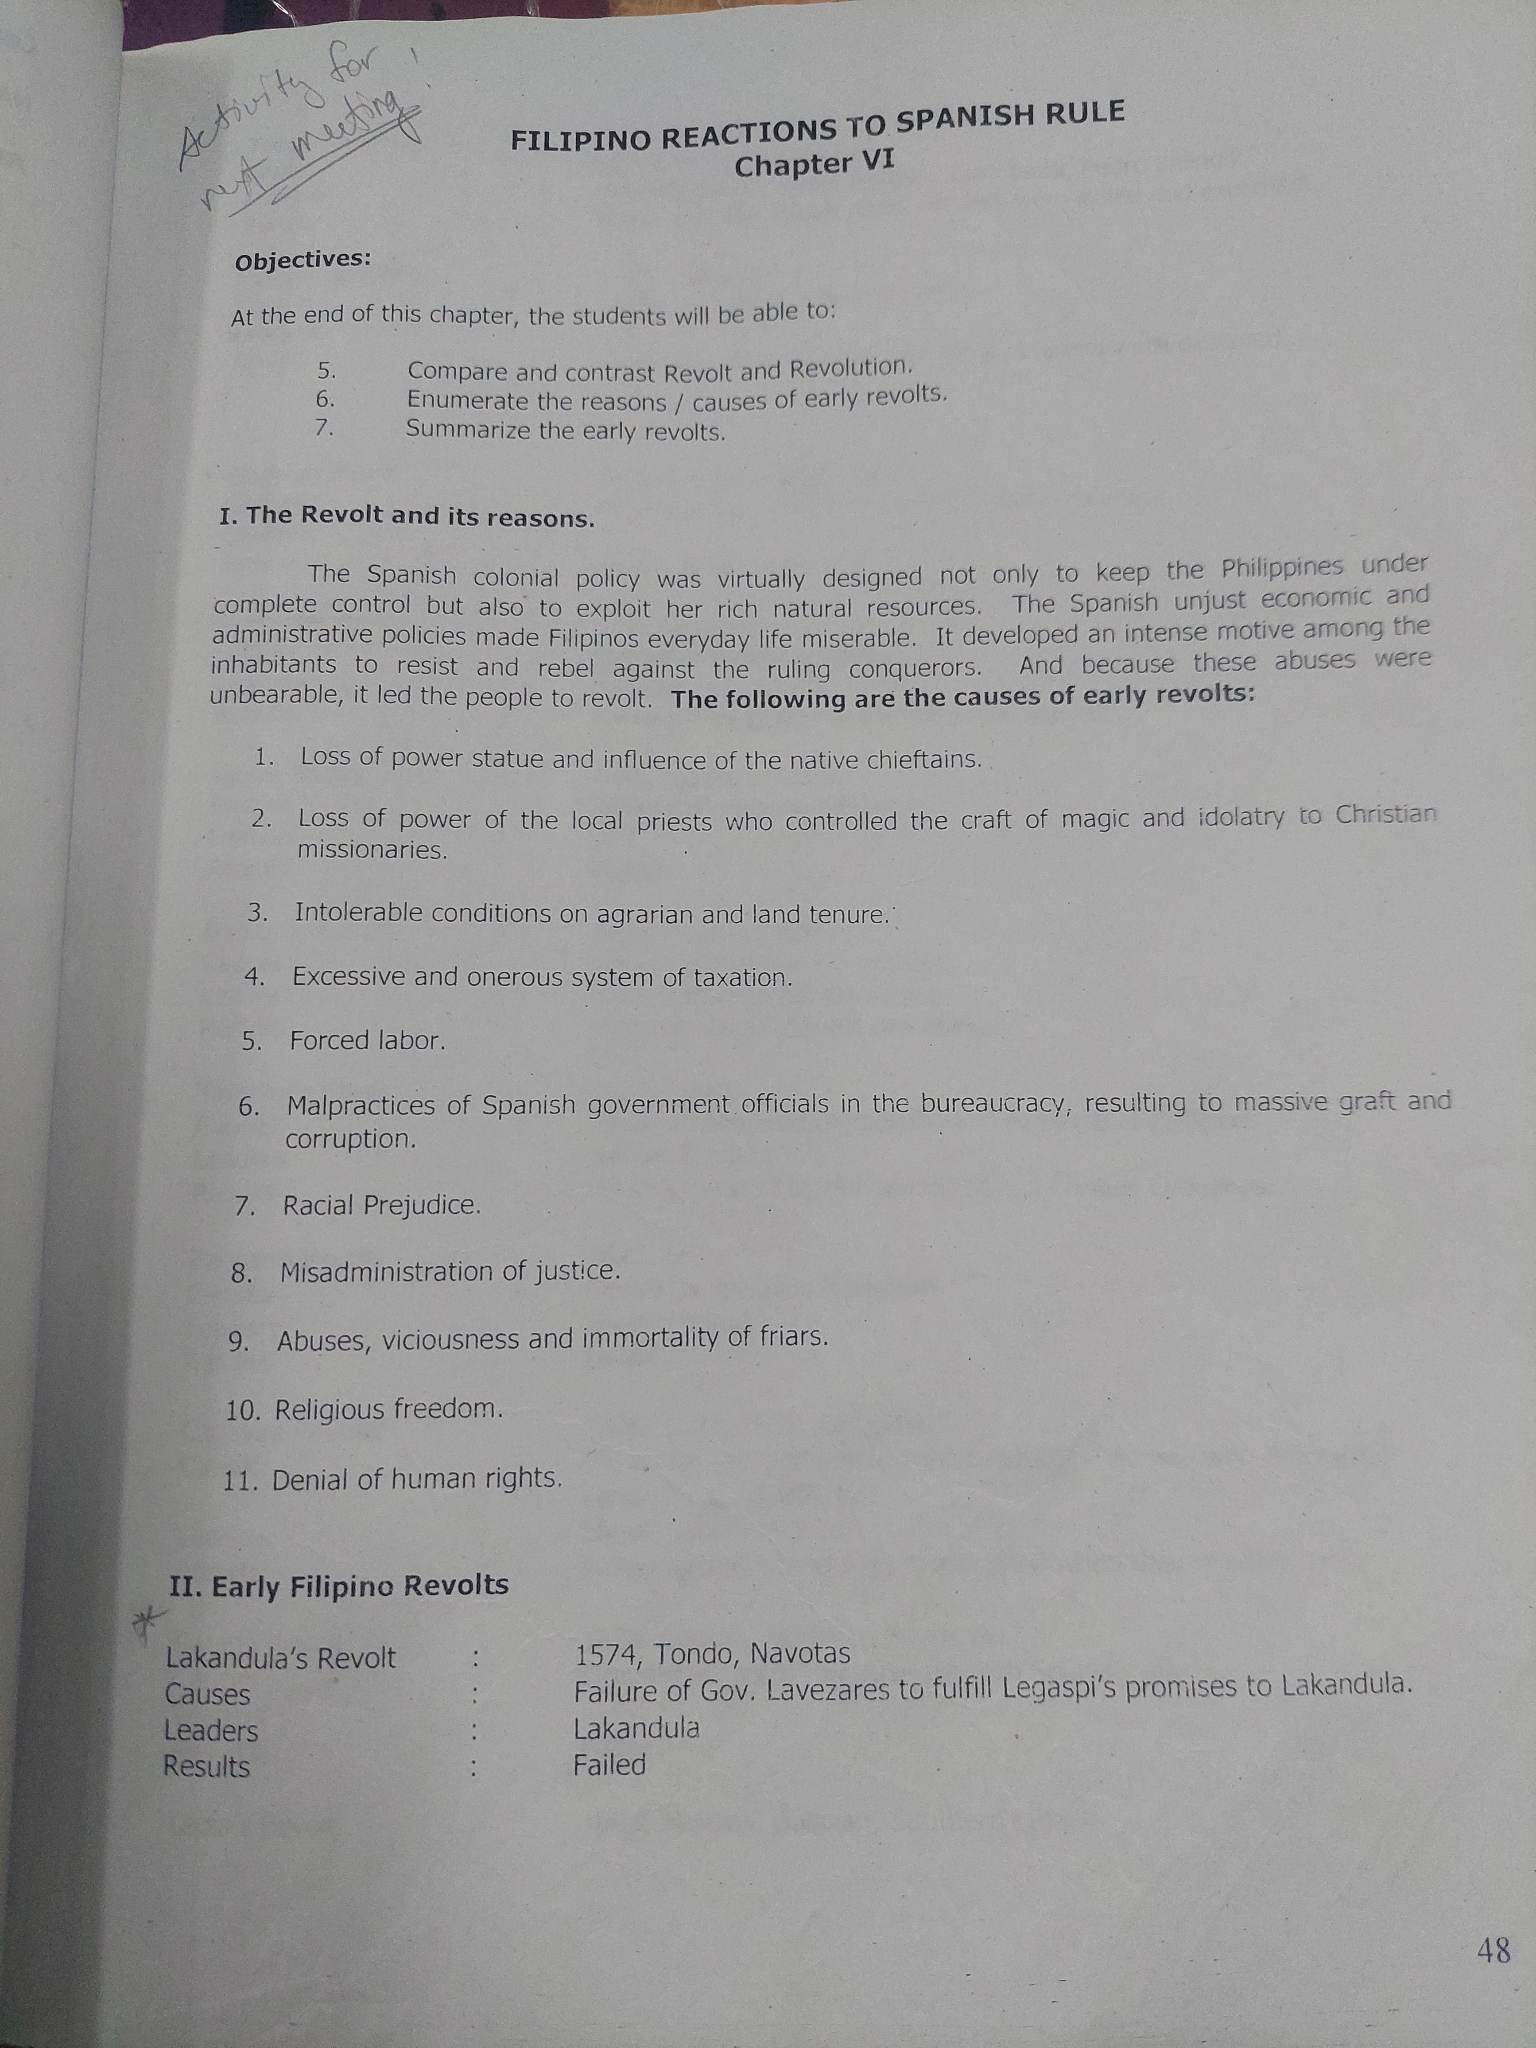 Activity for
next meeting!
FILIPINO REACTIONS TO SPANISH RULE
Chapter VI
Objectives:
At the end of this chapter, the students will be able to:
5. Compare and contrast Revolt and Revolution.
6. Enumerate the reasons / causes of early revolts.
7. Summarize the early revolts.
I. The Revolt and its reasons.
The Spanish colonial policy was virtually designed not only to keep the Philippines under
complete control but also to exploit her rich natural resources. The Spanish unjust economic and
administrative policies made Filipinos everyday life miserable. It developed an intense motive among the
inhabitants to resist and rebel against the ruling conquerors. And because these abuses were
unbearable, it led the people to revolt. The following are the causes of early revolts:
1. Loss of power statue and influence of the native chieftains.
2. Loss of power of the local priests who controlled the craft of magic and idolatry to Christian
missionaries.
3. Intolerable conditions on agrarian and land tenure.
4. Excessive and onerous system of taxation.
5. Forced labor.
6. Malpractices of Spanish government officials in the bureaucracy, resulting to massive graft and
corruption.
7. Racial Prejudice.
8. Misadministration of justice.
9. Abuses, viciousness and immortality of friars.
10. Religious freedom.
11. Denial of human rights.
II. Early Filipino Revolts
*
Lakandula's Revolt : 1574, Tondo, Navotas
Causes : Failure of Gov. Lavezares to fulfill Legaspi's promises to Lakandula.
Leaders : Lakandula
Results : Failed
48